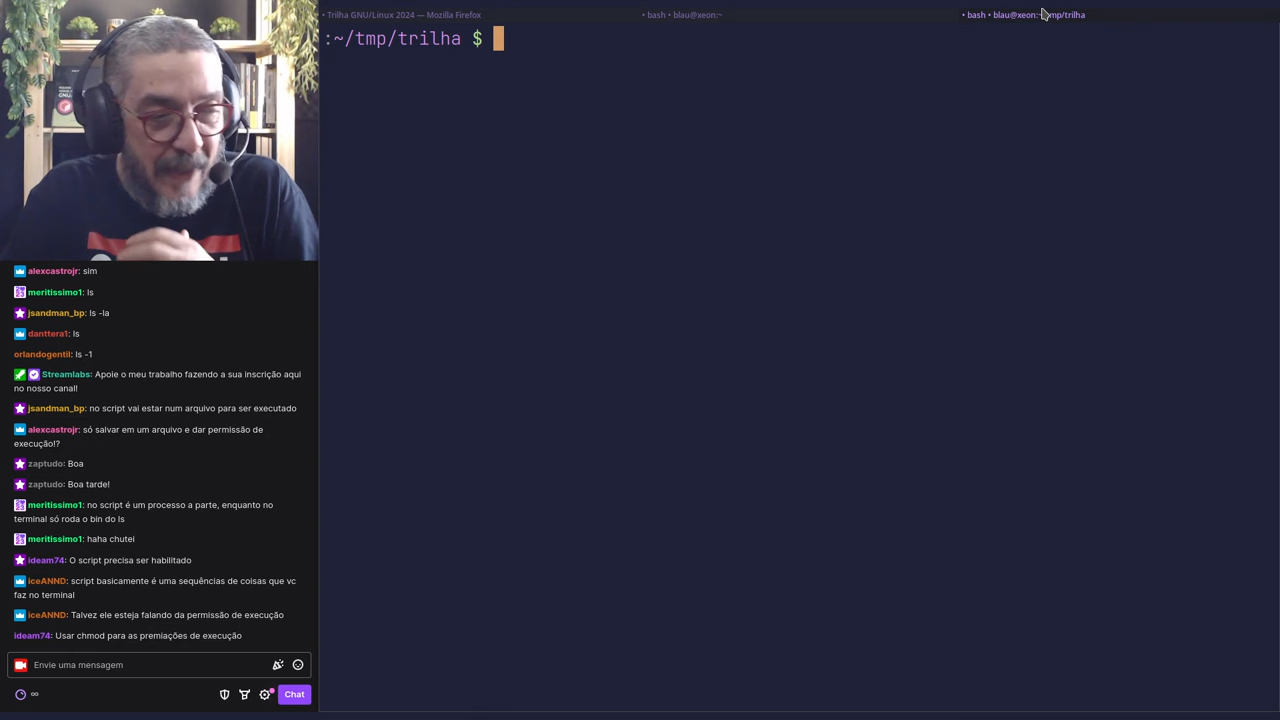 • Trilha GNU/Linux 2024 — Mozilla Firefox
• bash • blau@xeon:~
• bash • blau@xeon:~/tmp/trilha
:~/tmp/trilha $
GNU
alexcastrojr: sim
meritissimo1: ls
jsandman_bp: ls -la
danttera1: ls
orlandogentil: ls -1
Streamlabs: Apoie o meu trabalho fazendo a sua inscrição aqui
no nosso canal!
jsandman_bp: no script vai estar num arquivo para ser executado
alexcastrojr: só salvar em um arquivo e dar permissão de
execução!?
zaptudo: Boa
zaptudo: Boa tarde!
meritissimo1: no script é um processo a parte, enquanto no
terminal só roda o bin do ls
meritissimo1: haha chutei
ideam74: O script precisa ser habilitado
iceANND: script basicamente é uma sequências de coisas que vc
faz no terminal
iceANND: Talvez ele esteja falando da permissão de execução
ideam74: Usar chmod para as premiações de execução
Envie uma mensagem
∞
Chat